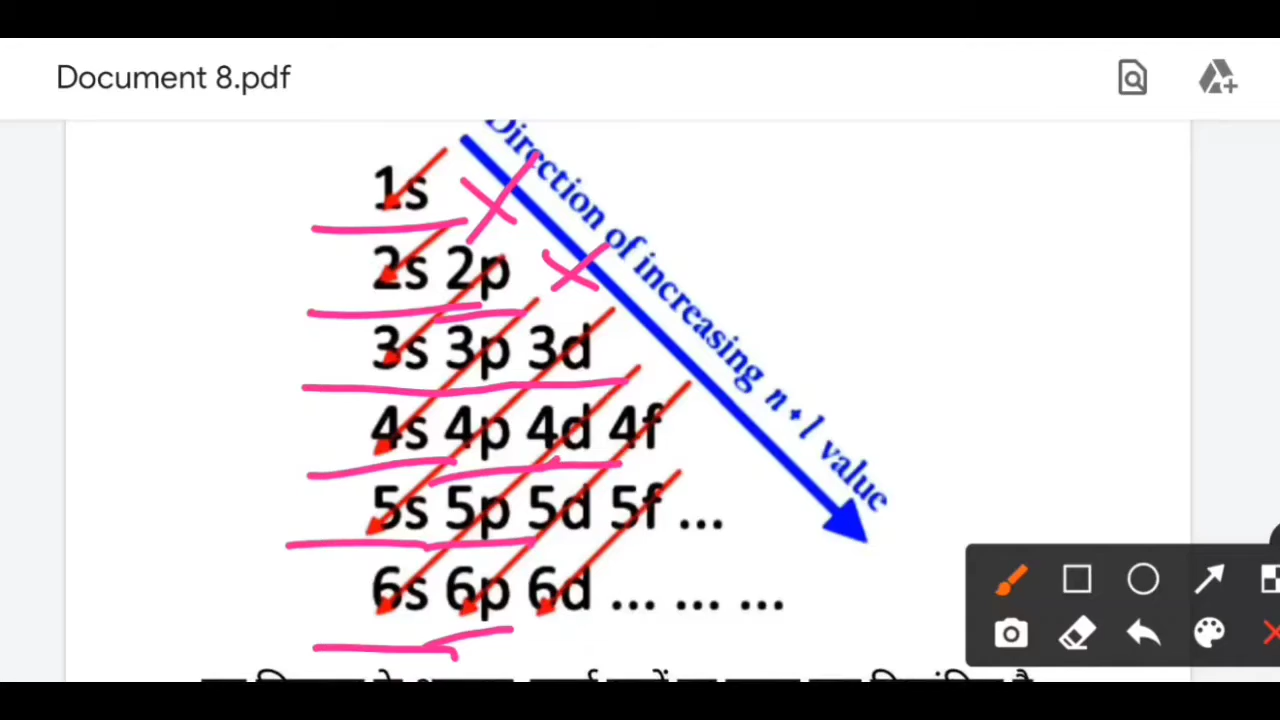 Document 8.pdf
Direction of increasing n + l value
1s
2s 2p
3s 3p 3d
4s 4p 4d 4f
5s 5p 5d 5f ...
6s 6p 6d ... ... ...